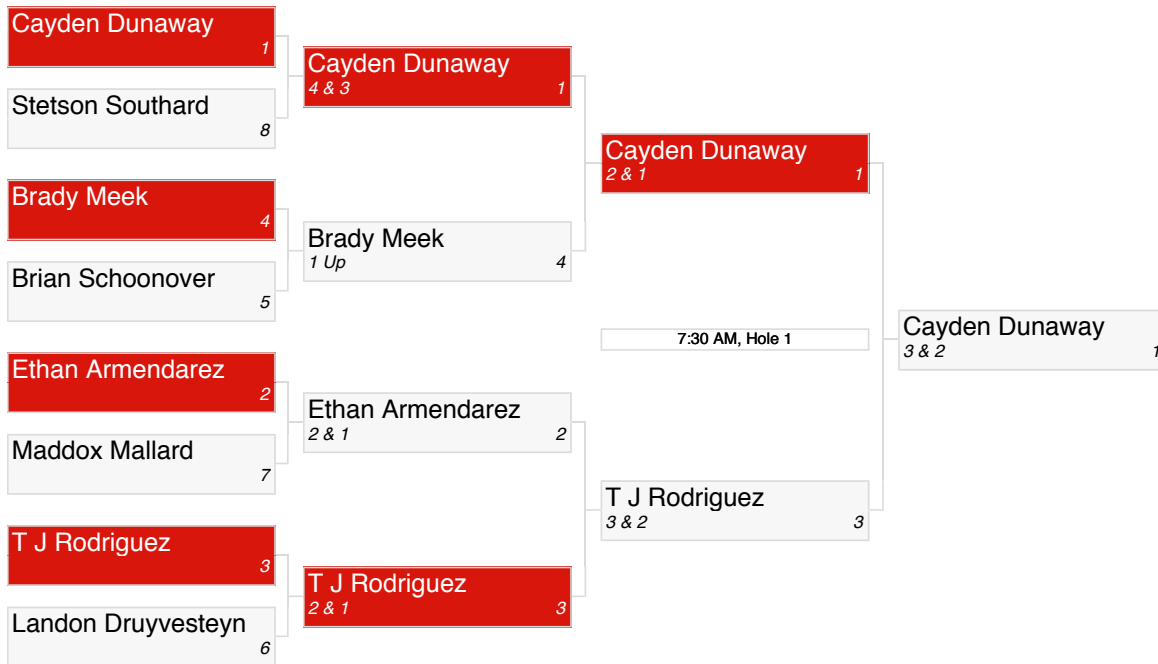 Cayden Dunaway
1
Stetson Southard
8
Brady Meek
4
Brian Schoonover
5
Ethan Armendarez
2
Maddox Mallard
7
T J Rodriguez
3
Landon Druyvesteyn
6
Cayden Dunaway
4 & 3 1
Brady Meek
1 Up 4
Ethan Armendarez
2 & 1 2
T J Rodriguez
2 & 1 3
Cayden Dunaway
2 & 1 1
7:30 AM, Hole 1
T J Rodriguez
3 & 2 3
Cayden Dunaway
3 & 2 1